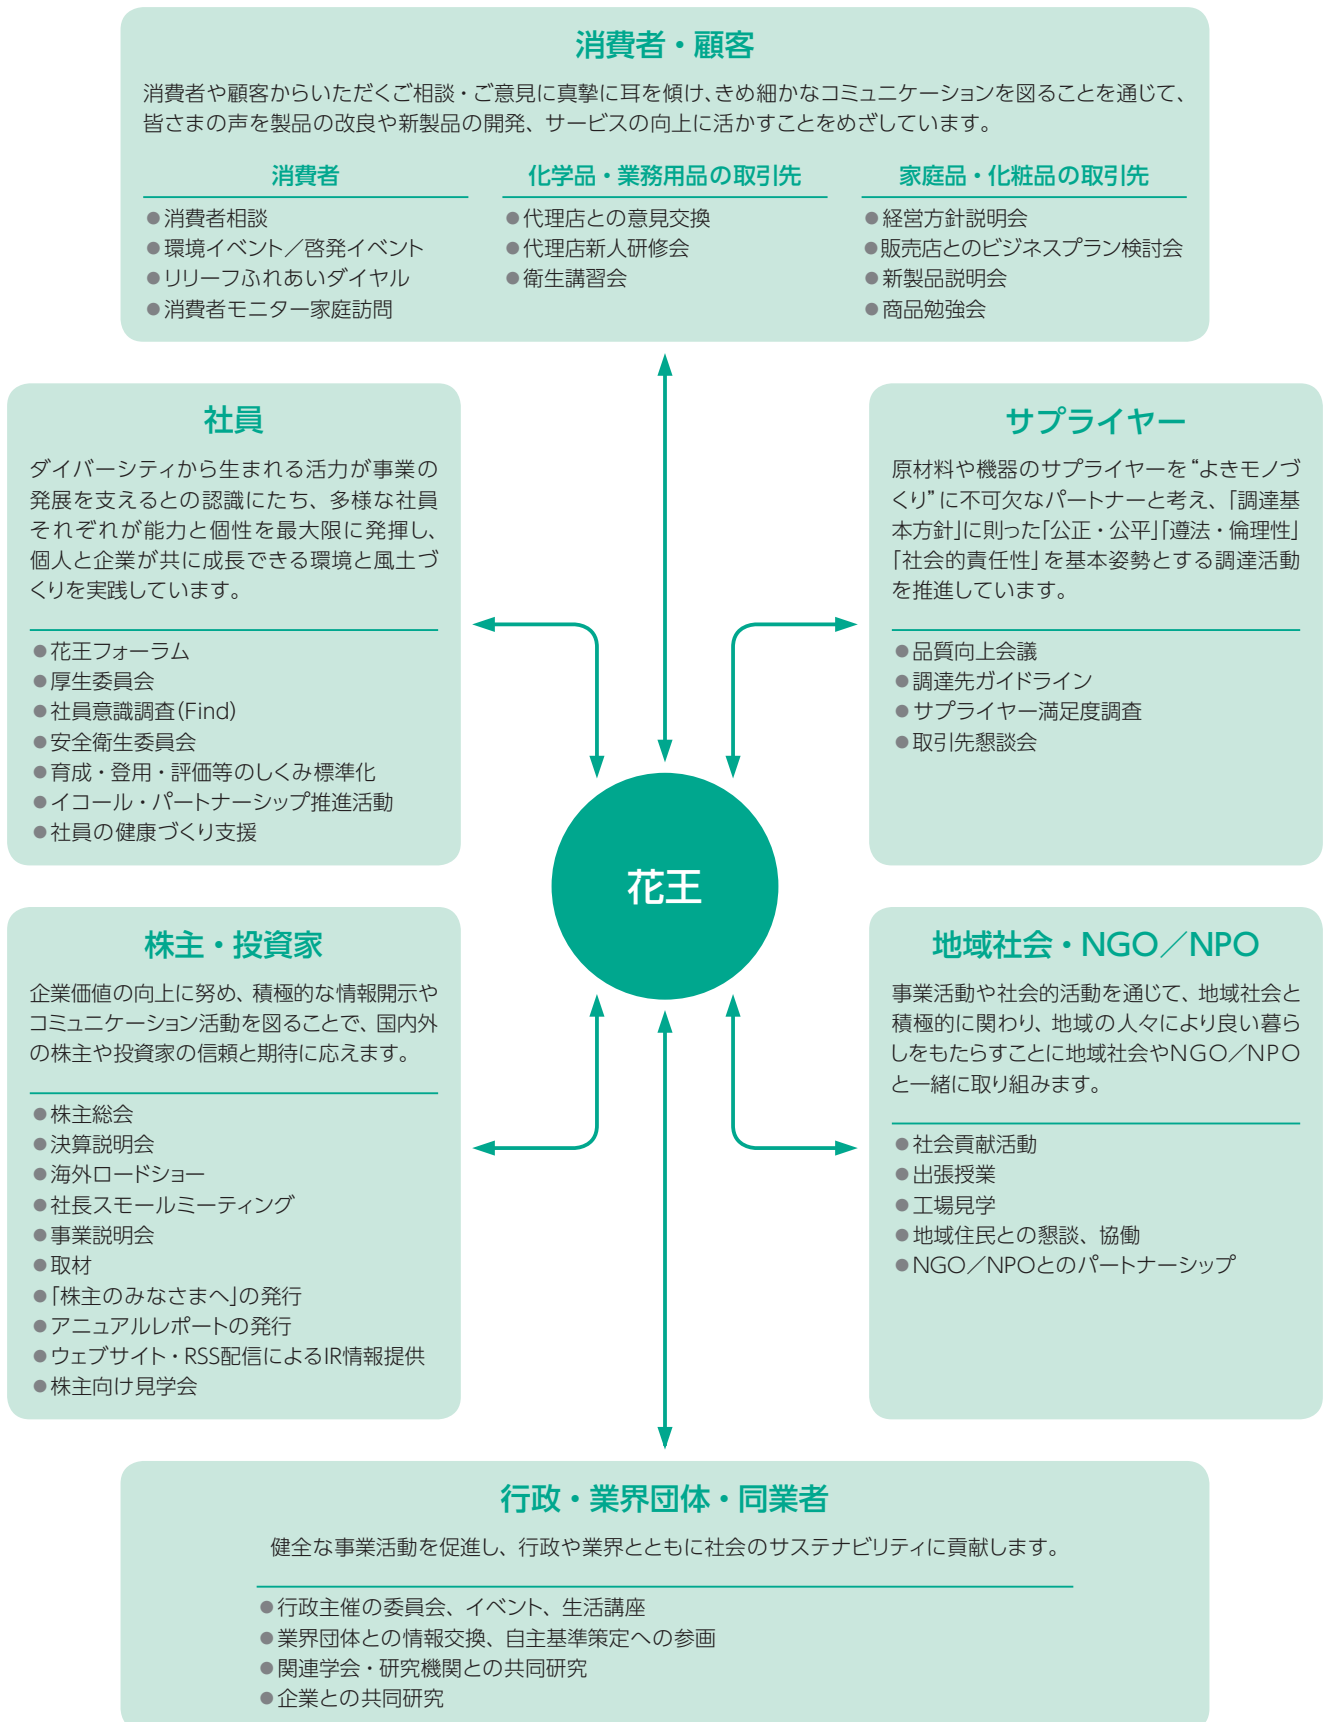 消費者・顧客
消費者や顧客からいただくご相談・ご意見に真摯に耳を傾け、きめ細かなコミュニケーションを図ることを通じて、
皆さまの声を製品の改良や新製品の開発、サービスの向上に活かすことをめざしています。
消費者
●消費者相談
●環境イベント／啓発イベント
●リリーフふれあいダイヤル
●消費者モニター家庭訪問
化学品・業務用品の取引先
●代理店との意見交換
●代理店新人研修会
●衛生講習会
家庭品・化粧品の取引先
●経営方針説明会
●販売店とのビジネスプラン検討会
●新製品説明会
●商品勉強会
社員
ダイバーシティから生まれる活力が事業の
発展を支えるとの認識にたち、多様な社員
それぞれが能力と個性を最大限に発揮し、
個人と企業が共に成長できる環境と風土づ
くりを実践しています。
●花王フォーラム
●厚生委員会
●社員意識調査（Find）
●安全衛生委員会
●育成・登用・評価等のしくみ標準化
●イコール・パートナーシップ推進活動
●社員の健康づくり支援
サプライヤー
原材料や機器のサプライヤーを“よきモノづ
くり”に不可欠なパートナーと考え、「調達基
本方針」に則った「公正・公平」「遵法・倫理性」
「社会的責任性」を基本姿勢とする調達活動
を推進しています。
●品質向上会議
●調達先ガイドライン
●サプライヤー満足度調査
●取引先懇談会
花王
株主・投資家
企業価値の向上に努め、積極的な情報開示や
コミュニケーション活動を図ることで、国内外
の株主や投資家の信頼と期待に応えます。
●株主総会
●決算説明会
●海外ロードショー
●社長スモールミーティング
●事業説明会
●取材
●「株主のみなさまへ」の発行
●アニュアルレポートの発行
●ウェブサイト・RSS配信によるIR情報提供
●株主向け見学会
地域社会・NGO／NPO
事業活動や社会的活動を通じて、地域社会と
積極的に関わり、地域の人々により良い暮ら
しをもたらすことに地域社会やNGO／NPO
と一緒に取り組みます。
●社会貢献活動
●出張授業
●工場見学
●地域住民との懇談、協働
●NGO／NPOとのパートナーシップ
行政・業界団体・同業者
健全な事業活動を促進し、行政や業界とともに社会のサステナビリティに貢献します。
●行政主催の委員会、イベント、生活講座
●業界団体との情報交換、自主基準策定への参画
●関連学会・研究機関との共同研究
●企業との共同研究